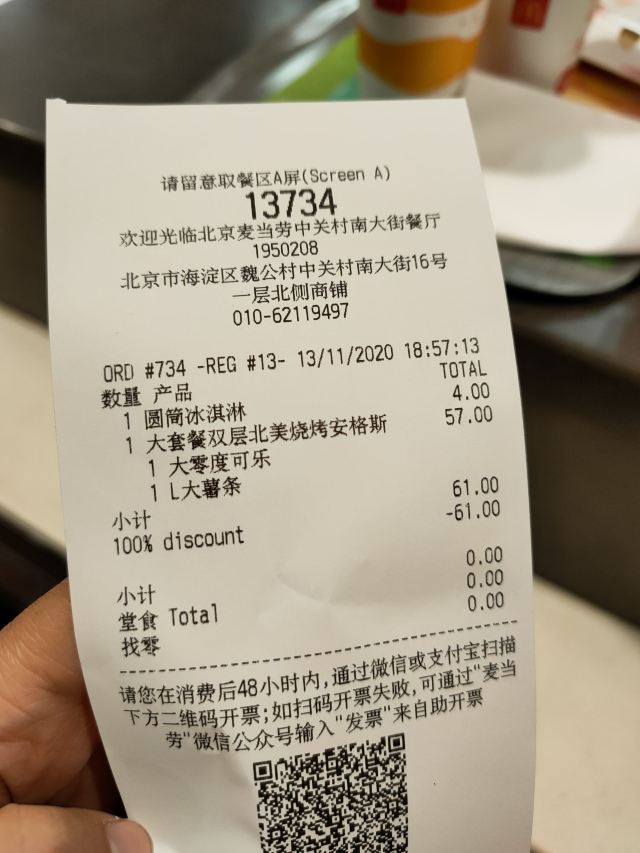 请留意取餐区A屏(Screen A)
13734
欢迎光临北京麦当劳中关村南大街餐厅
1950208
北京市海淀区魏公村中关村南大街16号
一层北侧商铺
010-62119497
ORD #734 -REG #13- 13/11/2020 18:57:13
数量 产品 TOTAL
1 圆筒冰淇淋 4.00
1 大套餐双层北美烧烤安格斯 57.00
1 大零度可乐
1 L大薯条
小计 61.00
100% discount -61.00
小计 0.00
堂食 Total 0.00
找零 0.00
请您在消费后48小时内,通过微信或支付宝扫描
下方二维码开票;如扫码开票失败,可通过"麦当
劳"微信公众号输入"发票"来自助开票